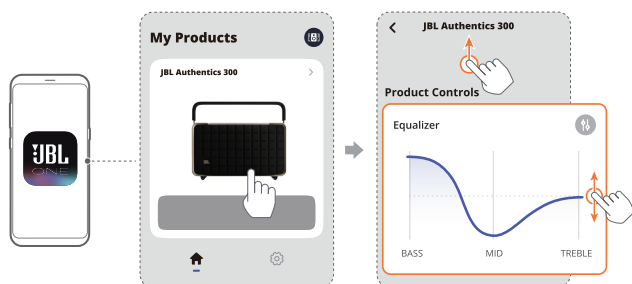 JBL
ONE
My Products
JBL Authentics 300
JBL Authentics 300
Product Controls
Equalizer
BASS
MID
TREBLE